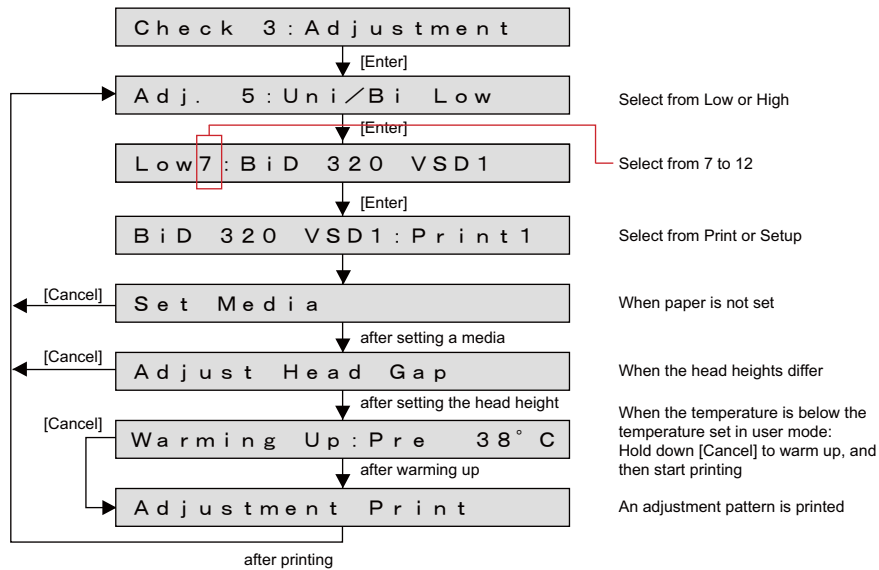 Check 3:Adjustment
[Enter]
Adj. 5:Uni/Bi Low
Select from Low or High
[Enter]
Low7:BiD 320 VSD1
Select from 7 to 12
[Enter]
BiD 320 VSD1:Print1
Select from Print or Setup
[Cancel]
Set Media
When paper is not set
after setting a media
[Cancel]
Adjust Head Gap
When the head heights differ
after setting the head height
[Cancel]
Warming Up:Pre 38°C
When the temperature is below the
temperature set in user mode:
Hold down [Cancel] to warm up, and
then start printing
after warming up
Adjustment Print
An adjustment pattern is printed
after printing